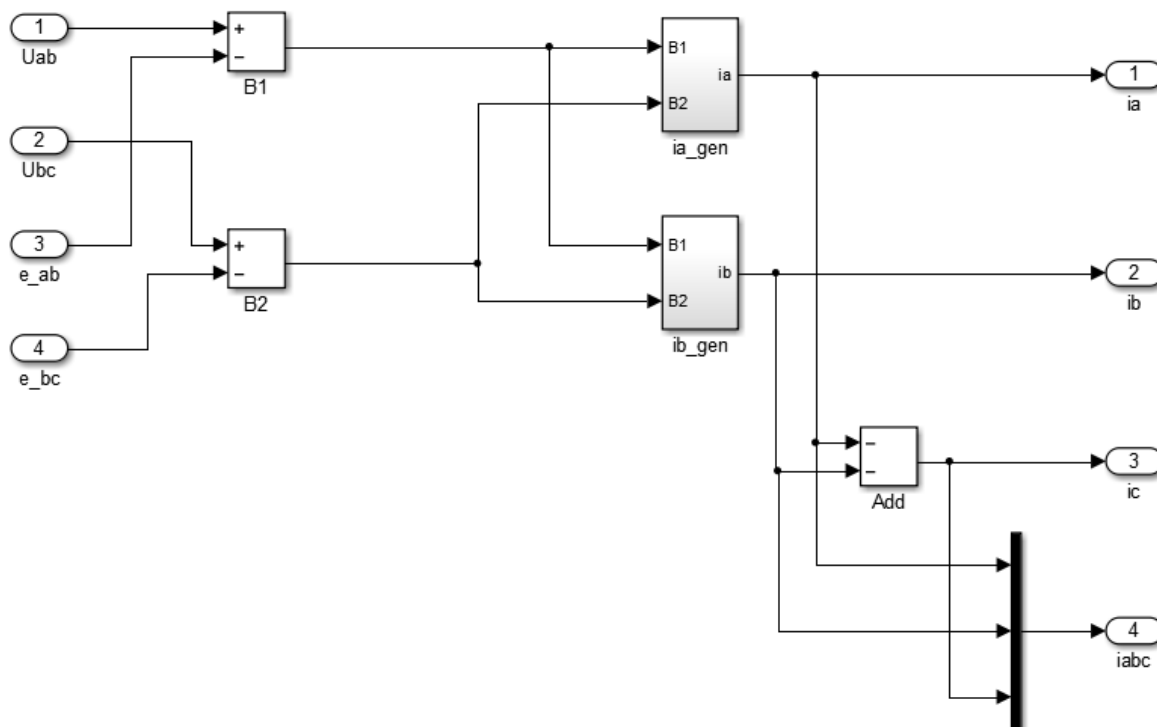 1
Uab
2
Ubc
3
e_ab
4
e_bc
+
−
B1
+
−
B2
B1
B2
ia
ia_gen
B1
B2
ib
ib_gen
−
−
Add
1
ia
2
ib
3
ic
4
iabc